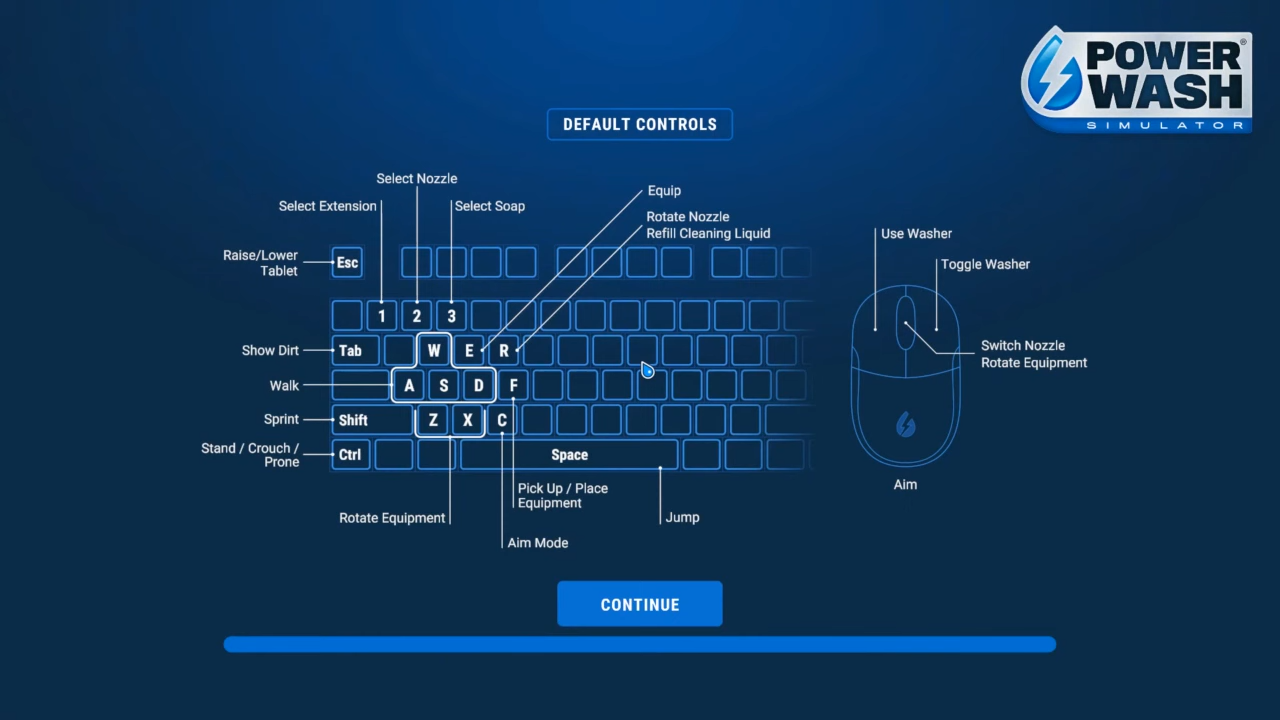 POWER
WASH
SIMULATOR
DEFAULT CONTROLS
Select Nozzle
Select Extension
Select Soap
Equip
Rotate Nozzle
Refill Cleaning Liquid
Raise/Lower
Tablet
Esc
Use Washer
Toggle Washer
1 2 3
Show Dirt
Tab W E R
Switch Nozzle
Rotate Equipment
Walk
A S D F
Sprint
Shift Z X C
Stand / Crouch /
Prone
Ctrl Space
Aim
Pick Up / Place
Equipment
Rotate Equipment
Jump
Aim Mode
CONTINUE